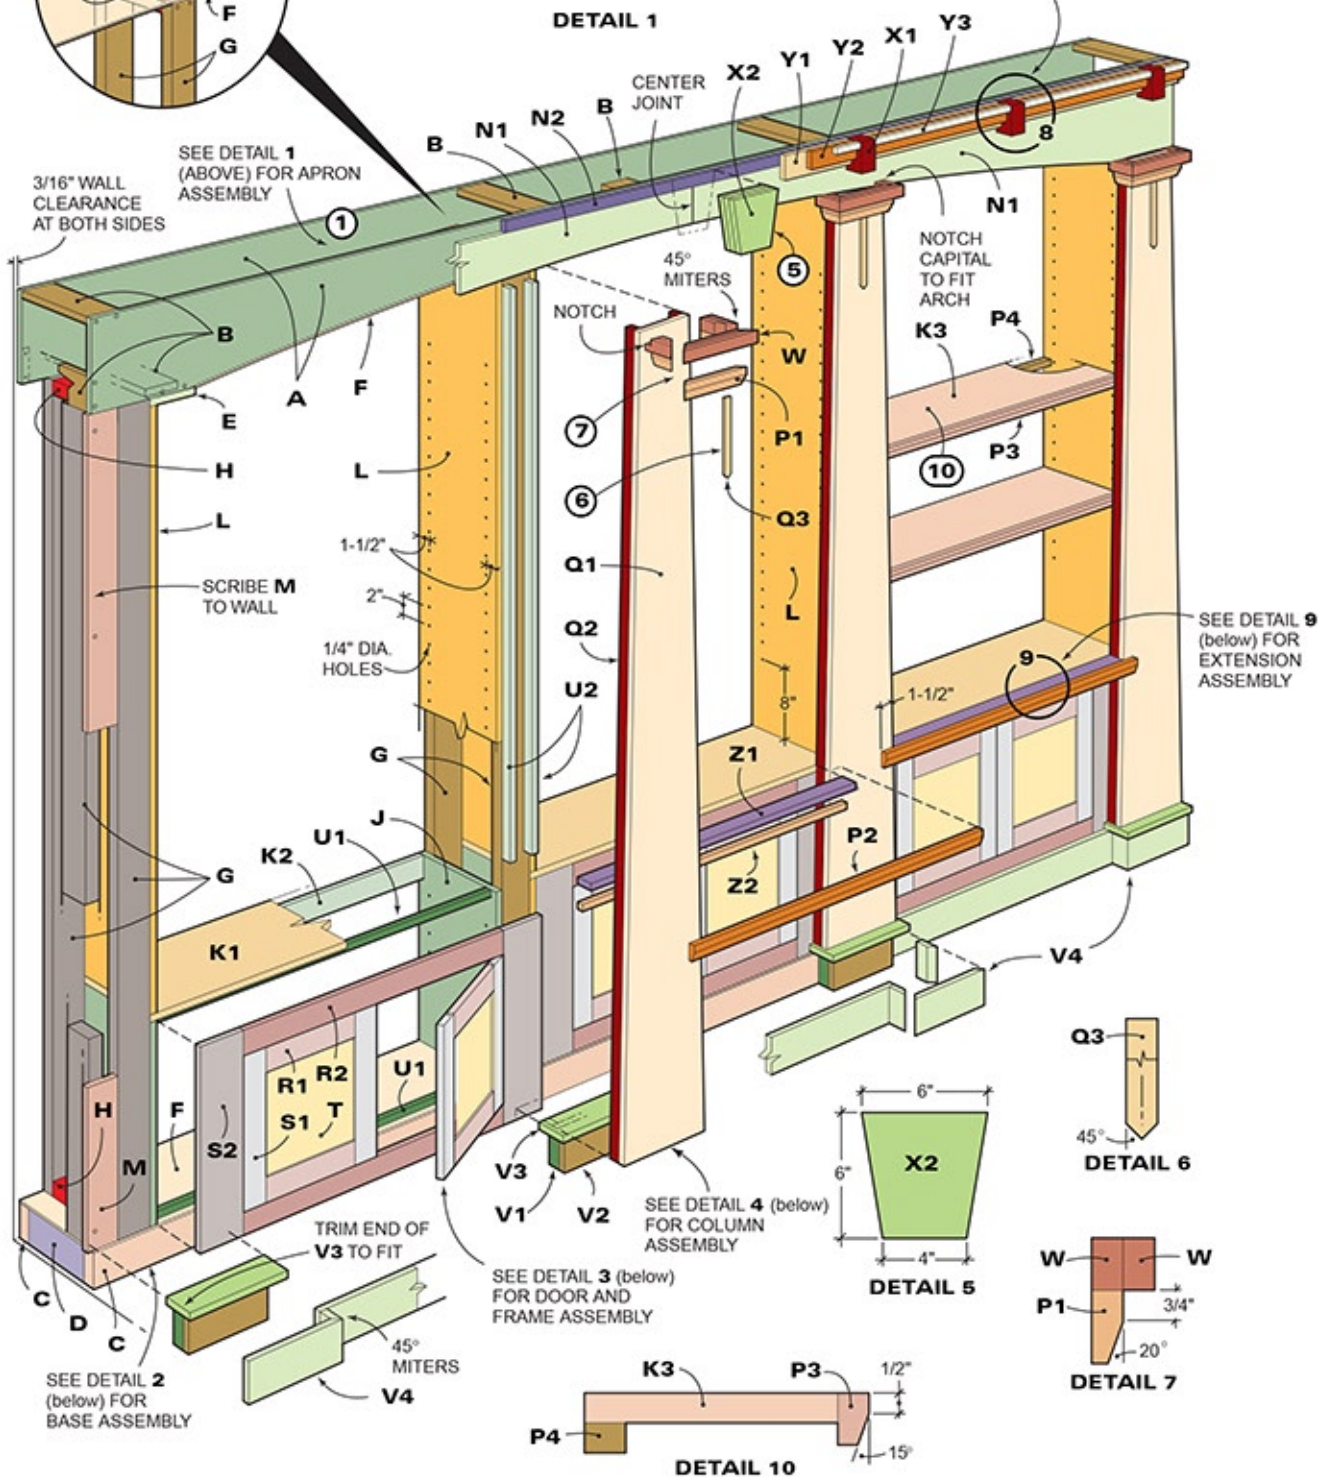 F
G
DETAIL 1
X2
Y1
Y2
X1
Y3
CENTER
JOINT
B
N1
N2
B
8
SEE DETAIL 1
(ABOVE) FOR APRON
ASSEMBLY
3/16" WALL
CLEARANCE
AT BOTH SIDES
1
N1
5
45°
MITERS
NOTCH
CAPITAL
TO FIT
ARCH
NOTCH
P4
K3
B
W
A
F
E
7
P1
P3
10
H
L
6
Q3
L
1-1/2"
Q1
SCRIBE M
TO WALL
2"
L
Q2
SEE DETAIL 9
(below) FOR
EXTENSION
ASSEMBLY
1/4" DIA.
HOLES
9
U2
8"
1-1/2"
G
Z1
J
U1
P2
K2
G
Z2
K1
V4
Q3
R1
R2
U1
H
F
S1
T
6"
45°
S2
X2
DETAIL 6
M
V3
6"
V1
V2
SEE DETAIL 4 (below)
FOR COLUMN
ASSEMBLY
TRIM END OF
V3 TO FIT
4"
W
W
DETAIL 5
SEE DETAIL 3 (below)
FOR DOOR AND
FRAME ASSEMBLY
C
D
C
P1
3/4"
45°
MITERS
20°
SEE DETAIL 2
(below) FOR
BASE ASSEMBLY
V4
K3
P3
1/2"
DETAIL 7
P4
15°
DETAIL 10